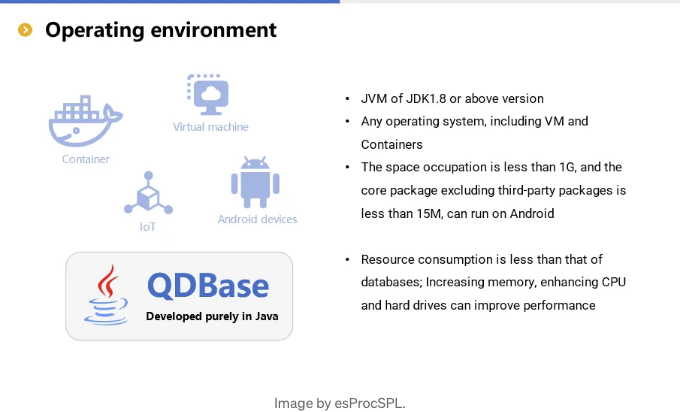 Operating environment
Virtual machine
Container
IoT
Android devices
QDBase
Developed purely in Java
• JVM of JDK1.8 or above version
• Any operating system, including VM and
Containers
• The space occupation is less than 1G, and the
core package excluding third-party packages is
less than 15M, can run on Android
• Resource consumption is less than that of
databases; Increasing memory, enhancing CPU
and hard drives can improve performance
Image by esProcSPL.